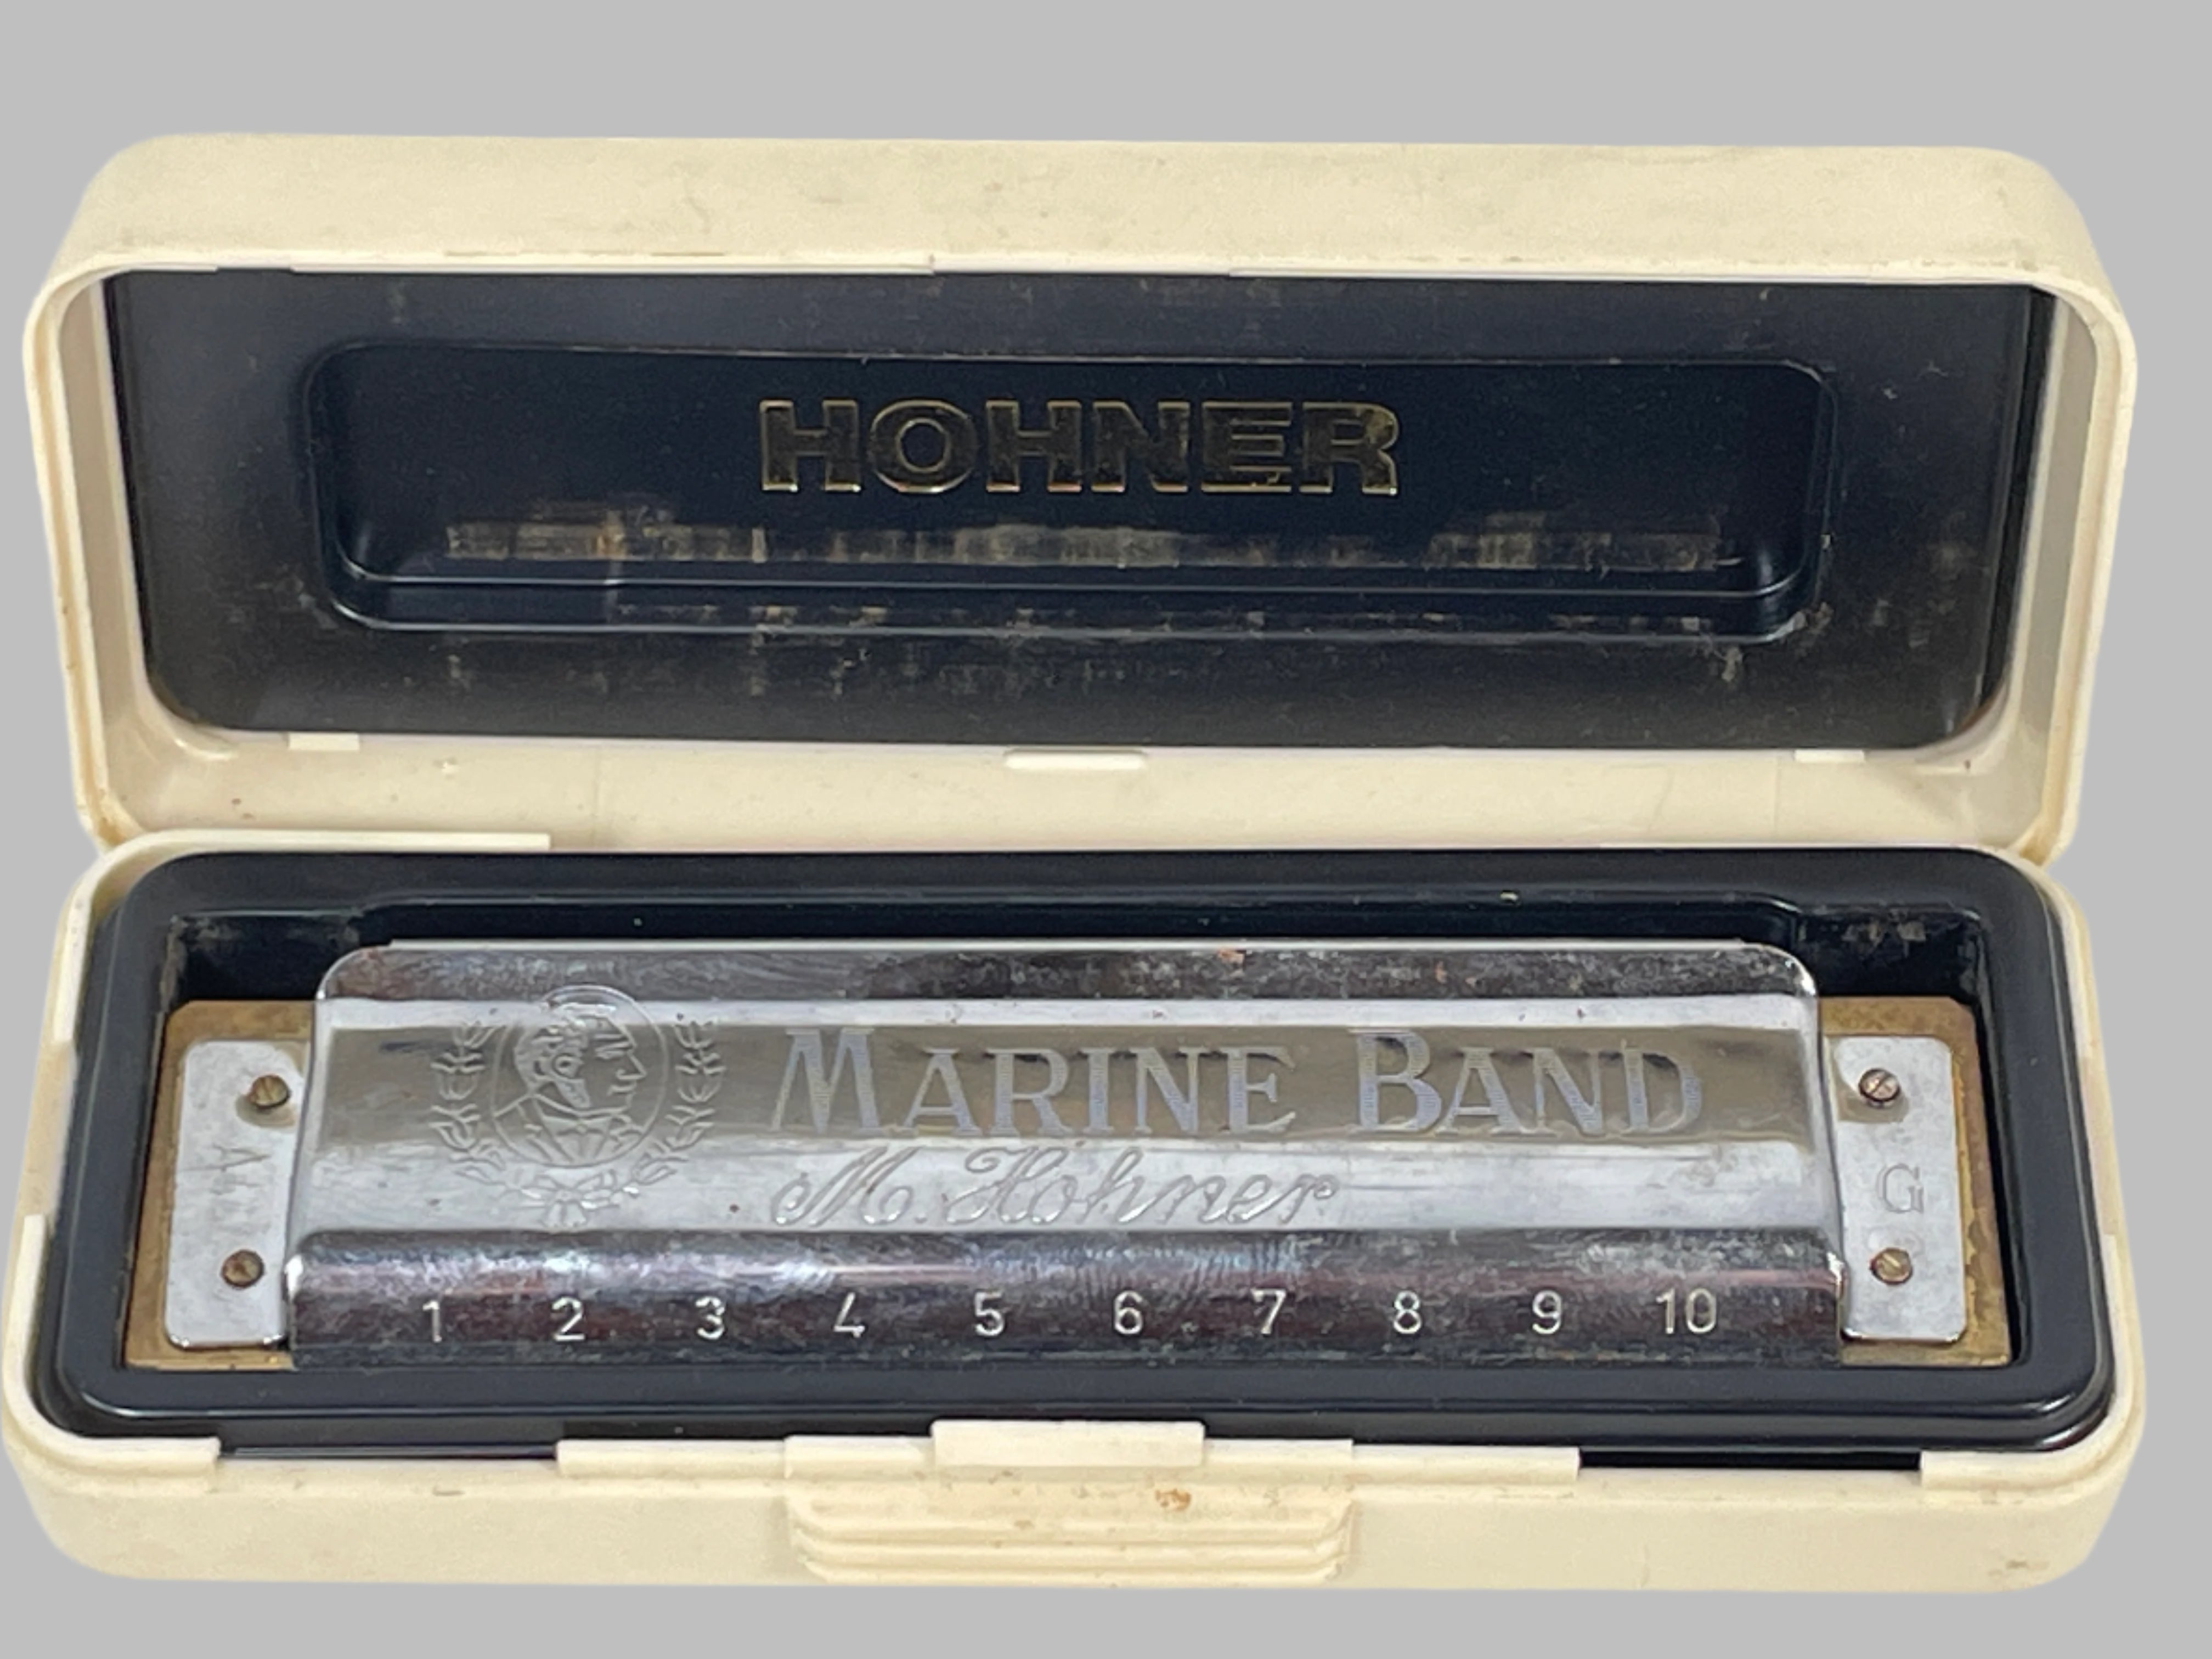 HOHNER
MARINE BAND
M. Hohner
G
1 2 3 4 5 6 7 8 9 10